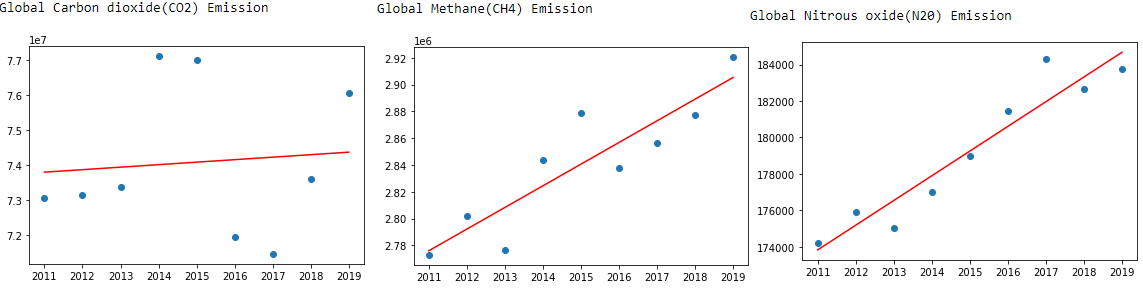 Global Carbon dioxide(CO2) Emission
1e7
7.7
7.6
7.5
7.4
7.3
7.2
2011 2012 2013 2014 2015 2016 2017 2018 2019
Global Methane(CH4) Emission
1e6
2.92
2.90
2.88
2.86
2.84
2.82
2.80
2.78
2011 2012 2013 2014 2015 2016 2017 2018 2019
Global Nitrous oxide(N20) Emission
184000
182000
180000
178000
176000
174000
2011 2012 2013 2014 2015 2016 2017 2018 2019